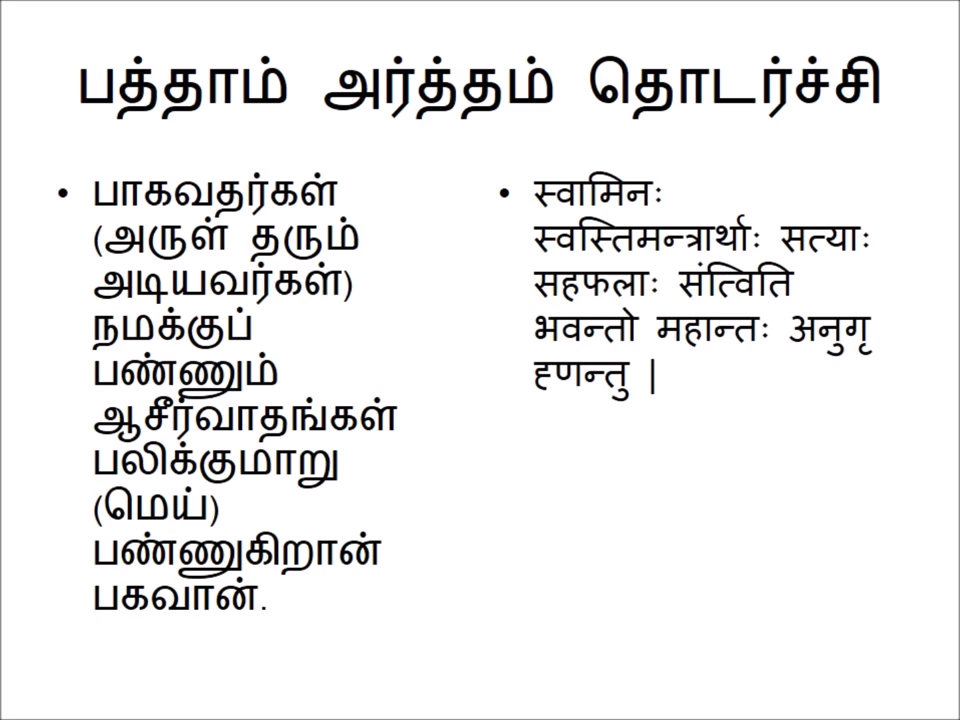 பத்தாம் அர்த்தம் தொடர்ச்சி
• பாகவதர்கள்
(அருள் தரும்
அடியவர்கள்)
நமக்குப்
பண்ணும்
ஆசீர்வாதங்கள்
பலிக்குமாறு
(மெய்)
பண்ணுகிறான்
பகவான்.
• स्वामिनः
स्वस्तिमन्त्रार्थाः सत्याः
सहफलाः संत्विति
भवन्तो महान्तः अनुगृ
ह्णन्तु |